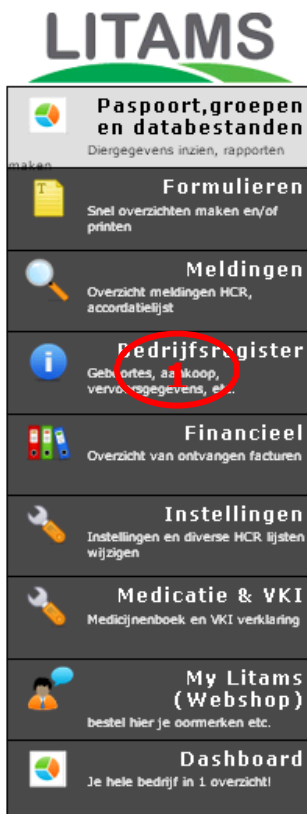 LITAMS
Paspoort,groepen
en databestanden
Diergegevens inzien, rapporten
maken
T
Formulieren
Snel overzichten maken en/of
printen
Meldingen
Overzicht meldingen HCR,
accordatielijst
i
Bedrijfsregister
Geboortes, aankoop,
1
vervoersgegevens, etc.
Financieel
Overzicht van ontvangen facturen
Instellingen
Instellingen en diverse HCR lijsten
wijzigen
Medicatie & VKI
Medicijnenboek en VKI verklaring
My Litams
(Webshop)
bestel hier je oormerken etc.
Dashboard
Je hele bedrijf in 1 overzicht!